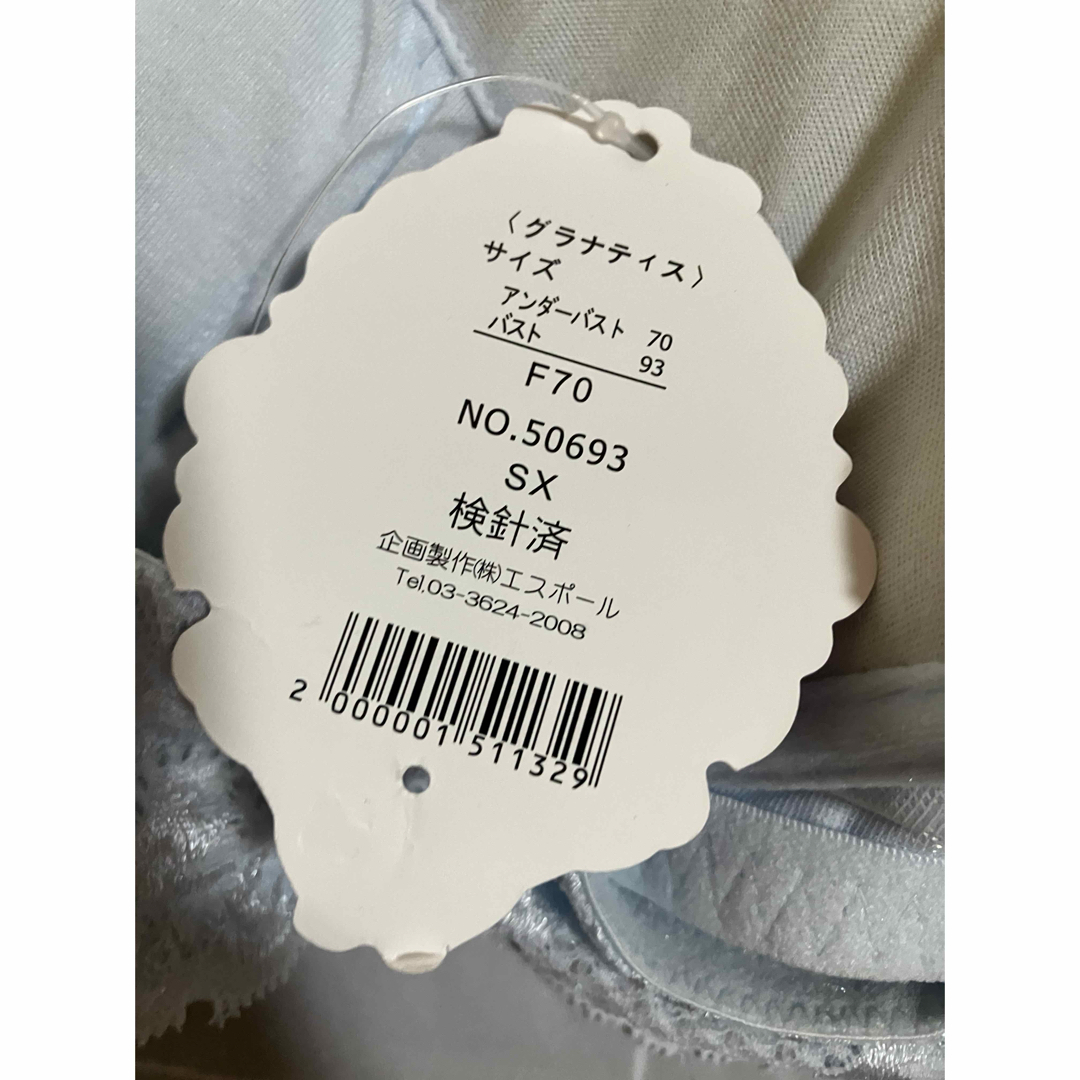 〈グラナティス〉
サイズ
アンダーバスト 70
バスト 93
F70
NO.50693
SX
検針済
企画製作㈱エスポール
Tel.03-3624-2008
2 000001 511329